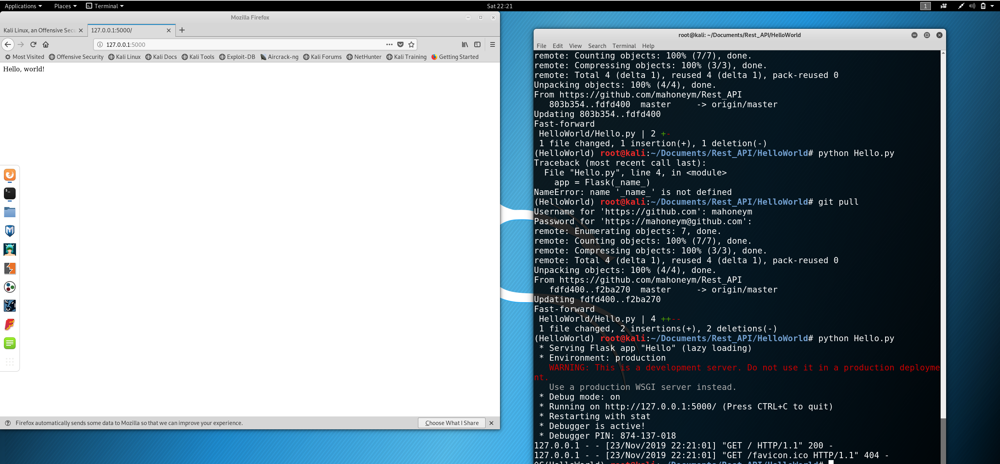 Applications Places Terminal Sat 22:21 1
Mozilla Firefox
Kali Linux, an Offensive Secu 127.0.0.1:5000/
127.0.0.1:5000
Most Visited Offensive Security Kali Linux Kali Docs Kali Tools Exploit-DB Aircrack-ng Kali Forums NetHunter Kali Training Getting Started
Hello, world!
Firefox automatically sends some data to Mozilla so that we can improve your experience. Choose What I Share
root@kali: ~/Documents/Rest_API/HelloWorld
File Edit View Search Terminal Help
remote: Counting objects: 100% (7/7), done.
remote: Compressing objects: 100% (3/3), done.
remote: Total 4 (delta 1), reused 4 (delta 1), pack-reused 0
Unpacking objects: 100% (4/4), done.
From https://github.com/mahoneym/Rest_API
   803b354..fdfd400  master     -> origin/master
Updating 803b354..fdfd400
Fast-forward
 HelloWorld/Hello.py | 2 +-
 1 file changed, 1 insertion(+), 1 deletion(-)
(HelloWorld) root@kali:~/Documents/Rest_API/HelloWorld# python Hello.py
Traceback (most recent call last):
  File "Hello.py", line 4, in <module>
    app = Flask(_name_)
NameError: name '_name_' is not defined
(HelloWorld) root@kali:~/Documents/Rest_API/HelloWorld# git pull
Username for 'https://github.com': mahoneym
Password for 'https://mahoneym@github.com':
remote: Enumerating objects: 7, done.
remote: Counting objects: 100% (7/7), done.
remote: Compressing objects: 100% (3/3), done.
remote: Total 4 (delta 1), reused 4 (delta 1), pack-reused 0
Unpacking objects: 100% (4/4), done.
From https://github.com/mahoneym/Rest_API
   fdfd400..f2ba270  master     -> origin/master
Updating fdfd400..f2ba270
Fast-forward
 HelloWorld/Hello.py | 4 ++--
 1 file changed, 2 insertions(+), 2 deletions(-)
(HelloWorld) root@kali:~/Documents/Rest_API/HelloWorld# python Hello.py
 * Serving Flask app "Hello" (lazy loading)
 * Environment: production
   WARNING: This is a development server. Do not use it in a production deployme
nt.
   Use a production WSGI server instead.
 * Debug mode: on
 * Running on http://127.0.0.1:5000/ (Press CTRL+C to quit)
 * Restarting with stat
 * Debugger is active!
 * Debugger PIN: 874-137-018
127.0.0.1 - - [23/Nov/2019 22:21:01] "GET / HTTP/1.1" 200 -
127.0.0.1 - - [23/Nov/2019 22:21:01] "GET /favicon.ico HTTP/1.1" 404 -
^C(HelloWorld) root@kali:~/Documents/Rest_API/HelloWorld#